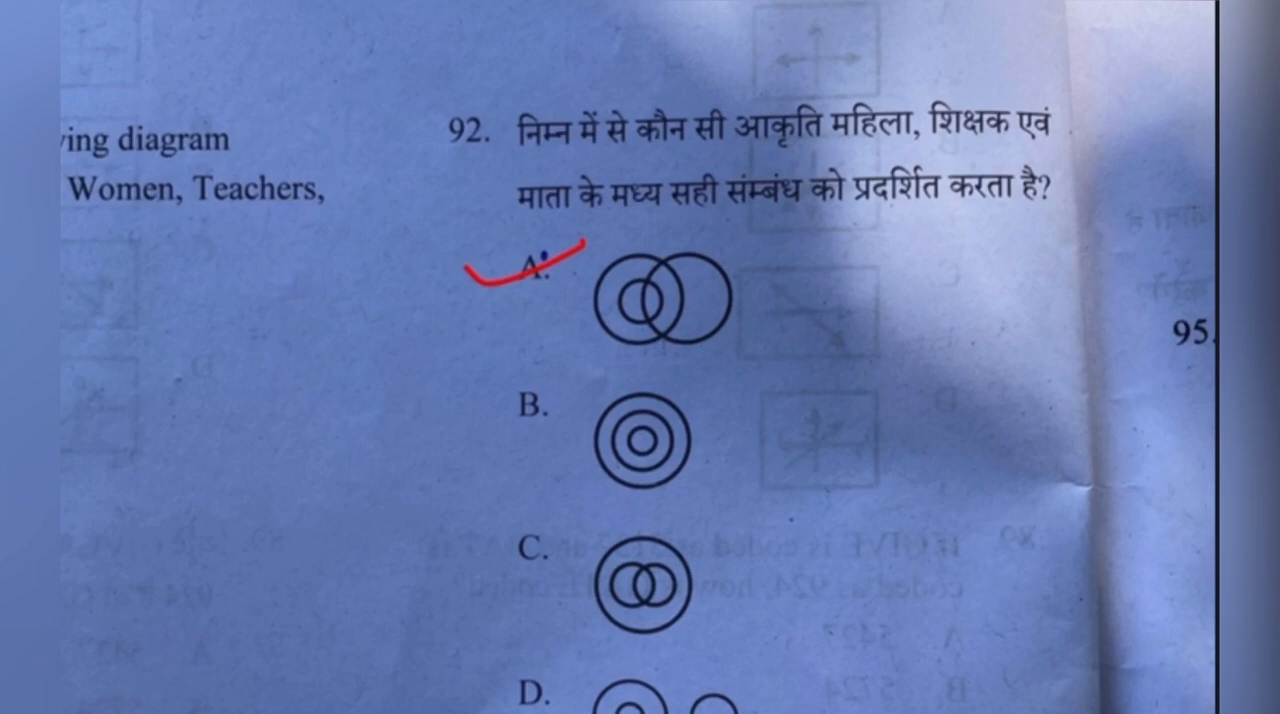 ing diagram
Women, Teachers,
92. निम्न में से कौन सी आकृति महिला, शिक्षक एवं
माता के मध्य सही संम्बंध को प्रदर्शित करता है?
A.
B.
C.
D.
95.